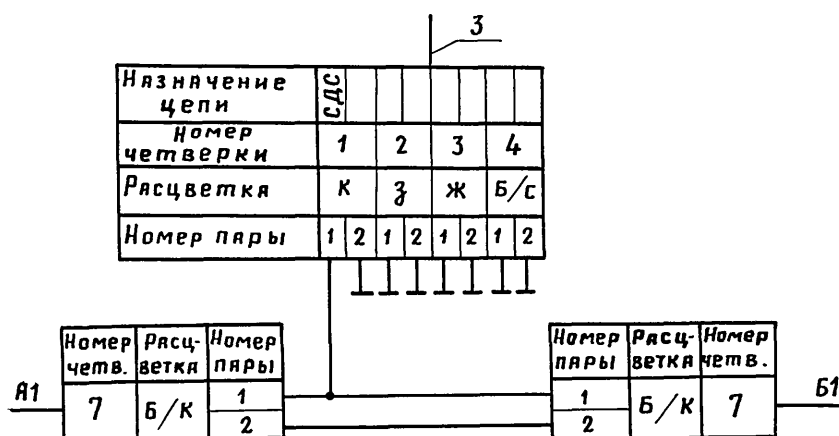 3
Назначение цепи СДС
Номер четверки 1 2 3 4
Расцветка К З Ж Б/С
Номер пары 1 2 1 2 1 2 1 2
Номер четв. Расцветка Номер пары
А1 7 Б/К 1
2
Номер пары Расцветка Номер четв.
1 Б/К 7 Б1
2